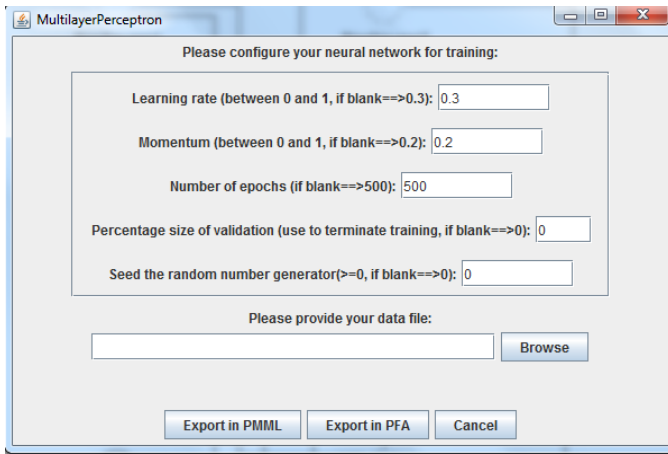 MultilayerPerceptron
Please configure your neural network for training:
Learning rate (between 0 and 1, if blank==>0.3): 0.3
Momentum (between 0 and 1, if blank==>0.2): 0.2
Number of epochs (if blank==>500): 500
Percentage size of validation (use to terminate training, if blank==>0): 0
Seed the random number generator(>=0, if blank==>0): 0
Please provide your data file:
Browse
Export in PMML Export in PFA Cancel